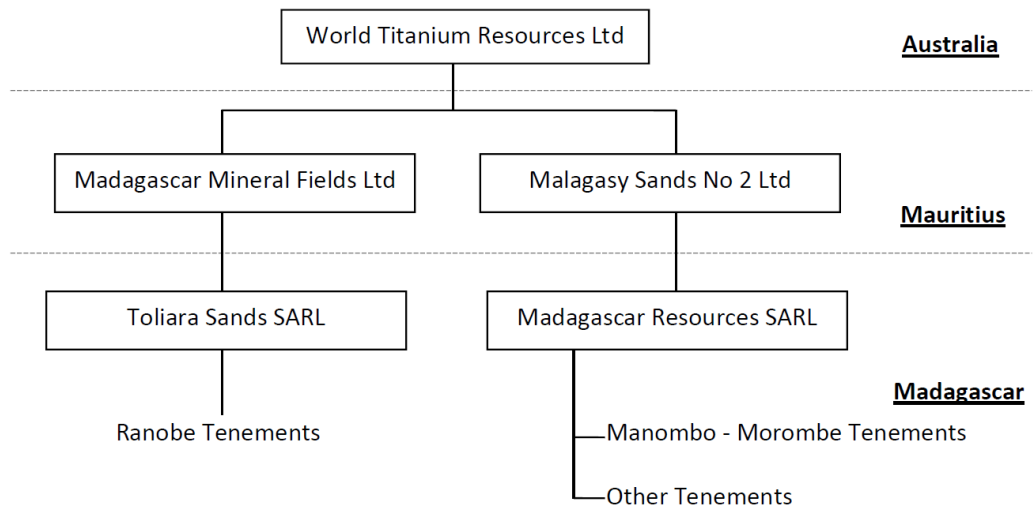 World Titanium Resources Ltd
Australia
Madagascar Mineral Fields Ltd
Malagasy Sands No 2 Ltd
Mauritius
Toliara Sands SARL
Madagascar Resources SARL
Madagascar
Ranobe Tenements
Manombo - Morombe Tenements
Other Tenements